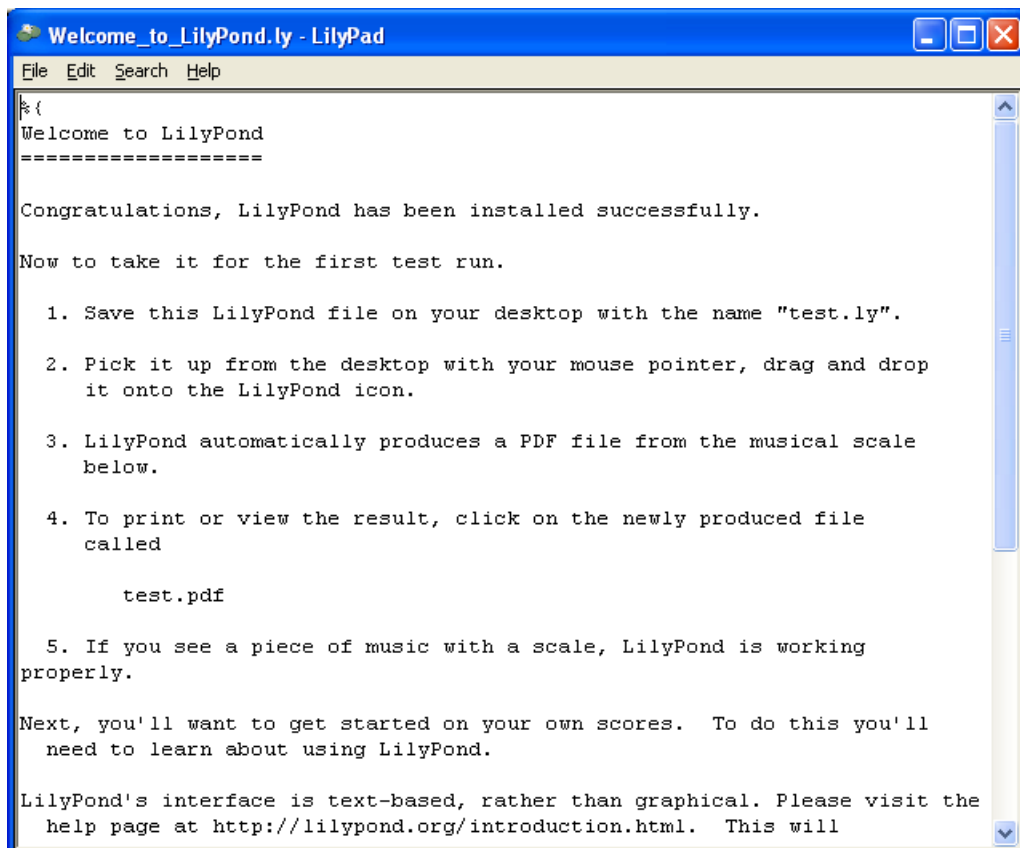 Welcome_to_LilyPond.ly - LilyPad
File Edit Search Help
%{
Welcome to LilyPond
===================
Congratulations, LilyPond has been installed successfully.
Now to take it for the first test run.
1. Save this LilyPond file on your desktop with the name "test.ly".
2. Pick it up from the desktop with your mouse pointer, drag and drop
it onto the LilyPond icon.
3. LilyPond automatically produces a PDF file from the musical scale
below.
4. To print or view the result, click on the newly produced file
called
test.pdf
5. If you see a piece of music with a scale, LilyPond is working
properly.
Next, you'll want to get started on your own scores.  To do this you'll
need to learn about using LilyPond.
LilyPond's interface is text-based, rather than graphical. Please visit the
help page at http://lilypond.org/introduction.html.  This will